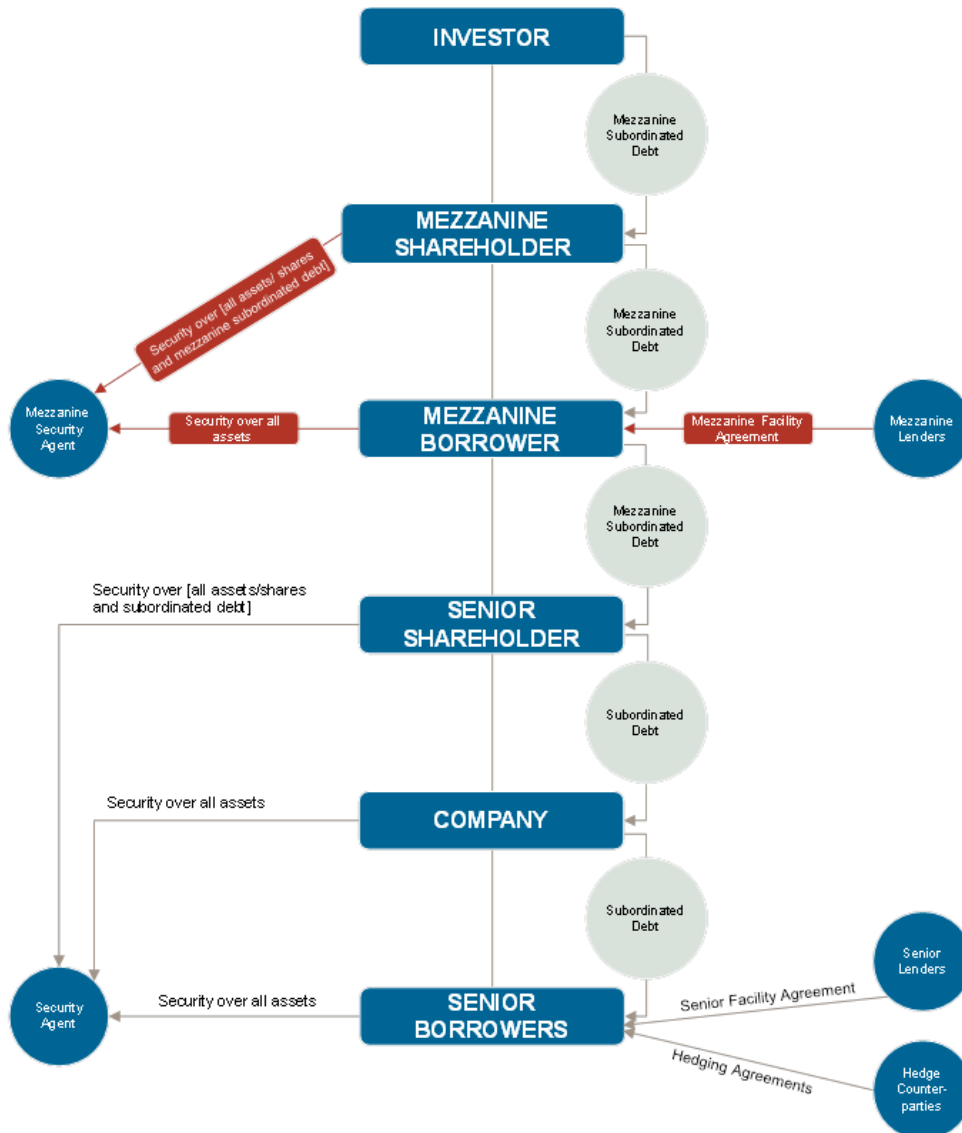 INVESTOR
Mezzanine
Subordinated
Debt
MEZZANINE
SHAREHOLDER
Security over [all assets/ shares
and mezzanine subordinated debt]
Mezzanine
Subordinated
Debt
Mezzanine
Security
Agent
Security over all
assets
MEZZANINE
BORROWER
Mezzanine Facility
Agreement
Mezzanine
Lenders
Mezzanine
Subordinated
Debt
Security over [all assets/shares
and subordinated debt]
SENIOR
SHAREHOLDER
Subordinated
Debt
Security over all assets
COMPANY
Subordinated
Debt
Senior
Lenders
Security
Agent
Security over all assets
SENIOR
BORROWERS
Senior Facility Agreement
Hedging Agreements
Hedge
Counter-
parties